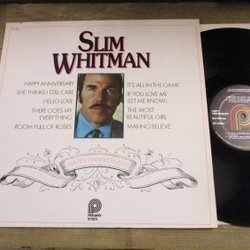 SLIM
WHITMAN
HAPPY ANNIVERSARY
SHE THINKS I STILL CARE
HELLO LOVE
THERE GOES MY
EVERYTHING
ROOM FULL OF ROSES
IT'S ALL IN THE GAME
IF YOU LOVE ME
(LET ME KNOW)
THE MOST
BEAUTIFUL GIRL
MAKING BELIEVE
HAPPY ANNIVERSARY